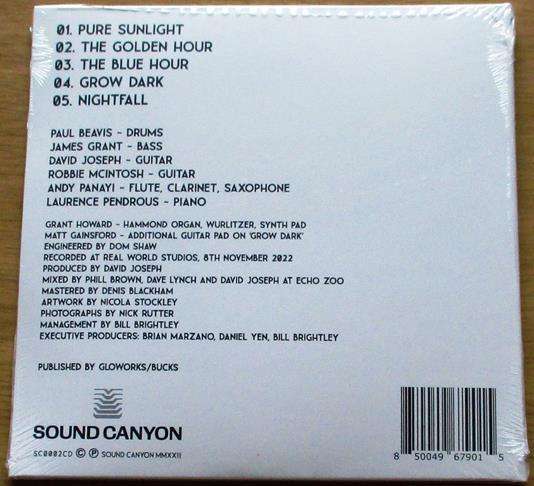 01. PURE SUNLIGHT
02. THE GOLDEN HOUR
03. THE BLUE HOUR
04. GROW DARK
05. NIGHTFALL
PAUL BEAVIS - DRUMS
JAMES GRANT - BASS
DAVID JOSEPH - GUITAR
ROBBIE MCINTOSH - GUITAR
ANDY PANAYI - FLUTE, CLARINET, SAXOPHONE
LAURENCE PENDROUS - PIANO
GRANT HOWARD - HAMMOND ORGAN, WURLITZER, SYNTH PAD
MATT GAINSFORD - ADDITIONAL GUITAR PAD ON 'GROW DARK'
ENGINEERED BY DOM SHAW
RECORDED AT REAL WORLD STUDIOS, 8TH NOVEMBER 2022
PRODUCED BY DAVID JOSEPH
MIXED BY PHILL BROWN, DAVE LYNCH AND DAVID JOSEPH AT ECHO ZOO
MASTERED BY DENIS BLACKHAM
ARTWORK BY NICOLA STOCKLEY
PHOTOGRAPHS BY NICK RUTTER
MANAGEMENT BY BILL BRIGHTLEY
EXECUTIVE PRODUCERS: BRIAN MARZANO, DANIEL YEN, BILL BRIGHTLEY
PUBLISHED BY GLOWORKS/BUCKS
SOUND CANYON
SC0002CD © ℗ SOUND CANYON MMXXII
8 50049 67901 5